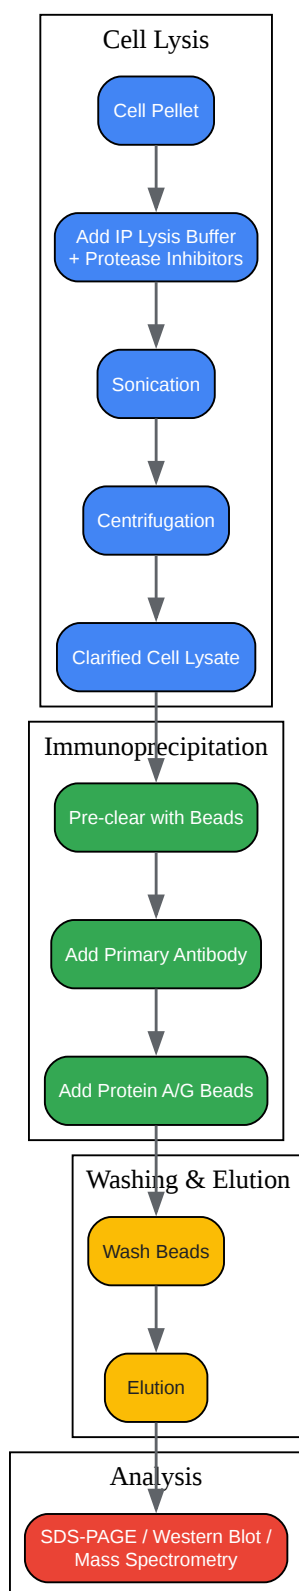 Cell Lysis
Cell Pellet
Add IP Lysis Buffer
+ Protease Inhibitors
Sonication
Centrifugation
Clarified Cell Lysate
Immunoprecipitation
Pre-clear with Beads
Add Primary Antibody
Add Protein A/G Beads
Washing & Elution
Wash Beads
Elution
Analysis
SDS-PAGE / Western Blot /
Mass Spectrometry